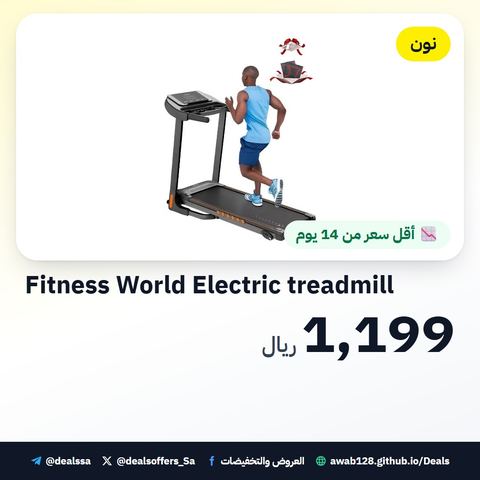 نون
أقل سعر من 14 يوم
Fitness World Electric treadmill
1,199 ريال
@dealssa @dealsoffers_Sa العروض والتخفيضات awab128.github.io/Deals